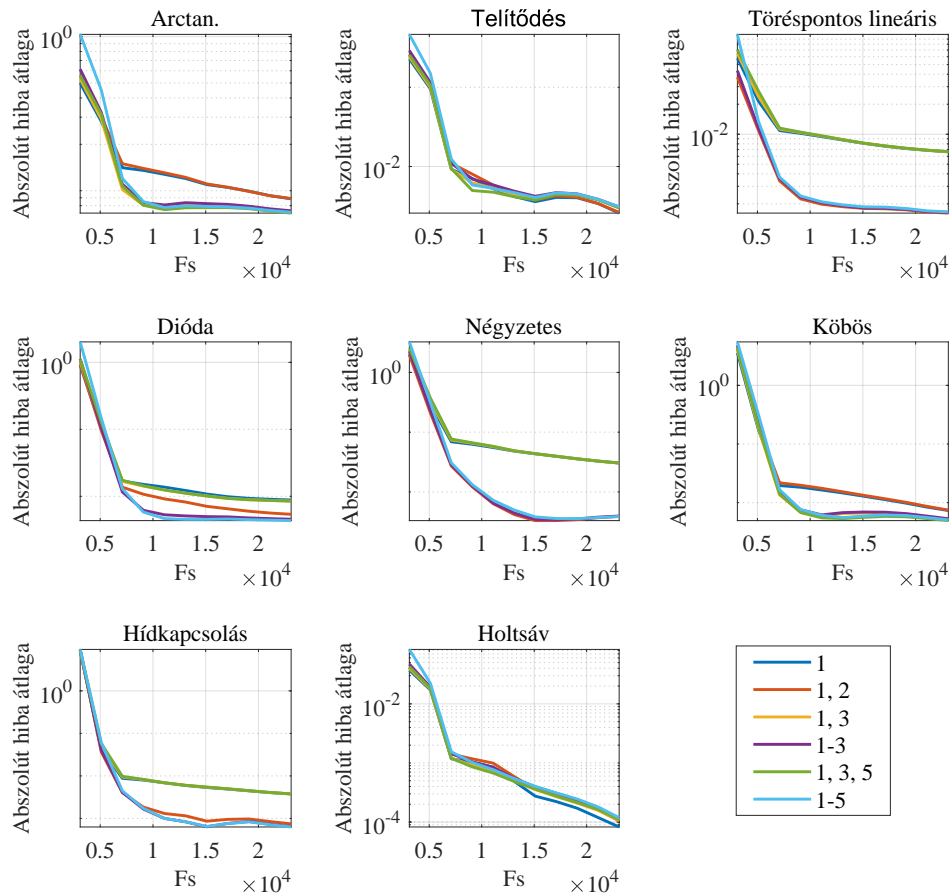 Arctan.
Abszolút hiba átlaga
10^0
0.5 1 1.5 2
Fs
×10^4
Telítődés
Abszolút hiba átlaga
10^-2
0.5 1 1.5 2
Fs
×10^4
Töréspontos lineáris
Abszolút hiba átlaga
10^-2
0.5 1 1.5 2
Fs
×10^4
Dióda
Abszolút hiba átlaga
10^0
0.5 1 1.5 2
Fs
×10^4
Négyzetes
Abszolút hiba átlaga
10^0
0.5 1 1.5 2
Fs
×10^4
Köbös
Abszolút hiba átlaga
10^0
0.5 1 1.5 2
Fs
×10^4
Hídkapcsolás
Abszolút hiba átlaga
10^0
0.5 1 1.5 2
Fs
×10^4
Holtsáv
Abszolút hiba átlaga
10^-2
10^-4
0.5 1 1.5 2
Fs
×10^4
1
1, 2
1, 3
1-3
1, 3, 5
1-5